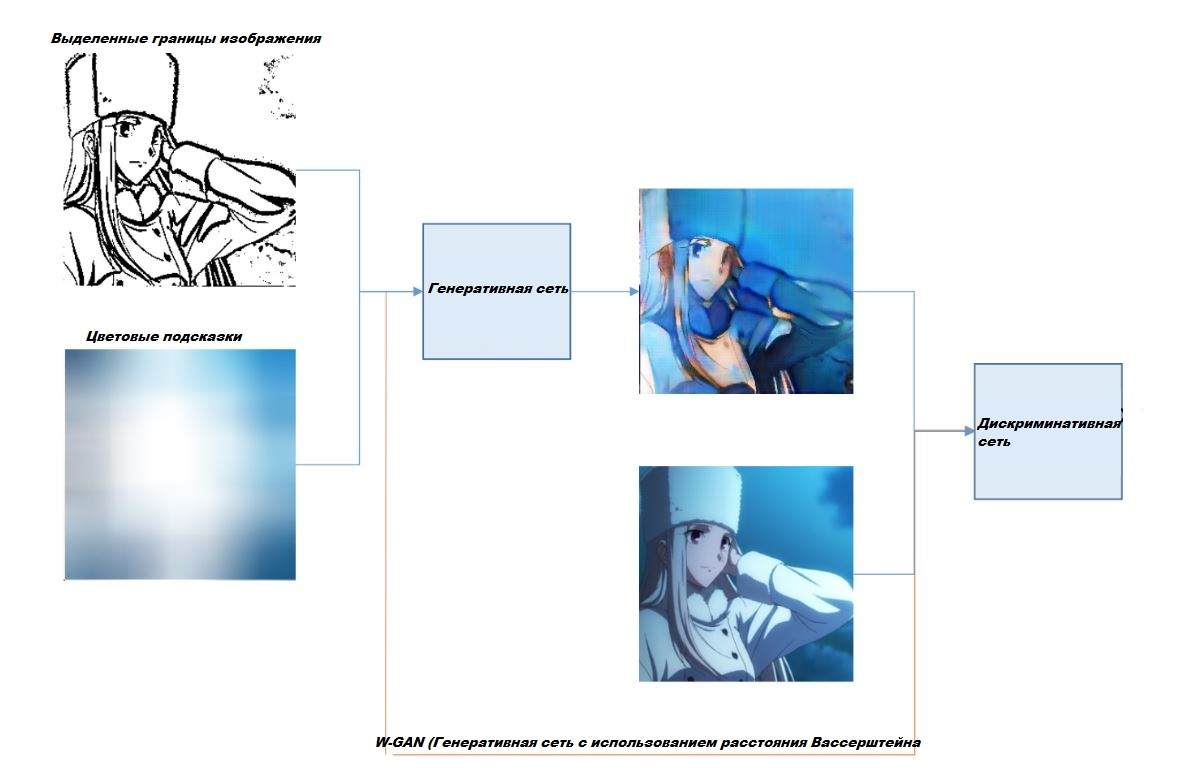 Выделенные границы изображения
Цветовые подсказки
Генеративная сеть
Дискриминативная
сеть
W-GAN (Генеративная сеть с использованием расстояния Вассерштейна